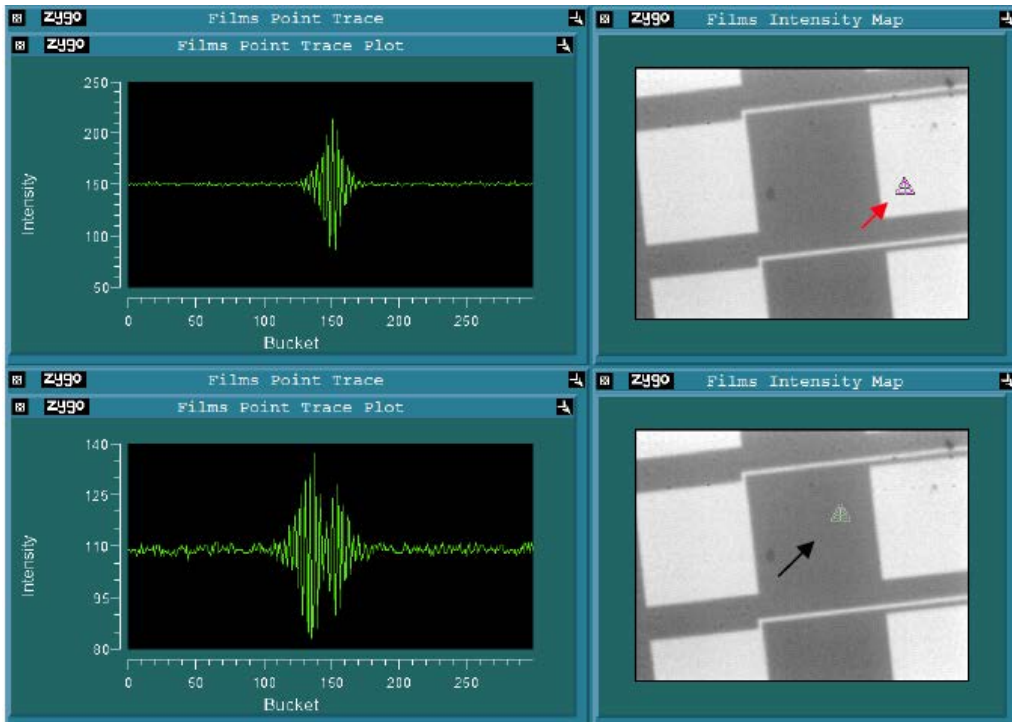 zygo Films Point Trace
zygo Films Point Trace Plot
250
200
150
100
50
Intensity
0 50 100 150 200 250
Bucket
zygo Films Intensity Map
zygo Films Point Trace
zygo Films Point Trace Plot
140
125
110
95
80
Intensity
0 50 100 150 200 250
Bucket
zygo Films Intensity Map